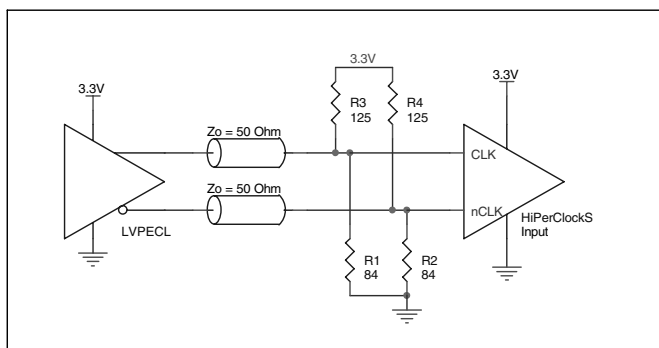 3.3V
3.3V
3.3V
R3
125
R4
125
Zo = 50 Ohm
CLK
Zo = 50 Ohm
nCLK
HiPerClockS
Input
LVPECL
R1
84
R2
84